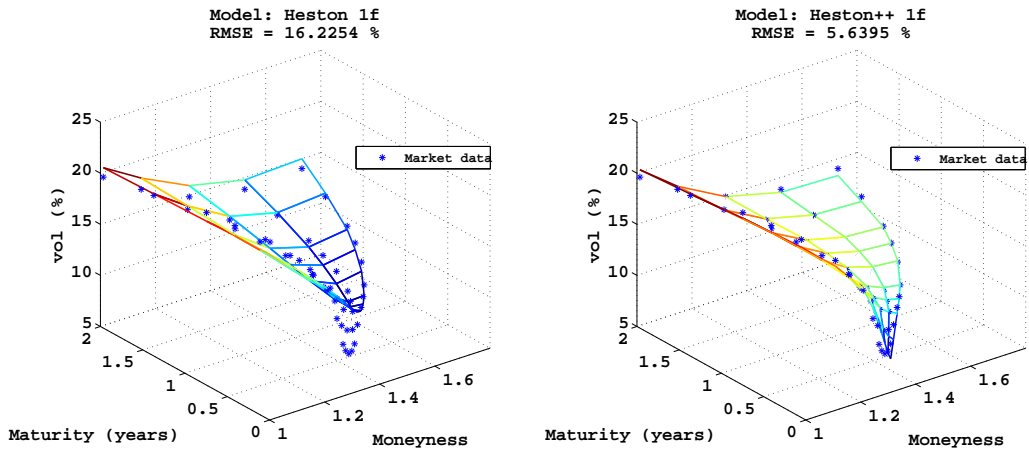 Model: Heston 1f
RMSE = 16.2254 %
25
20
15
10
5
vol (%)
2
1.5
1
0.5
0
Maturity (years)
1
1.2
1.4
1.6
Moneyness
Market data
Model: Heston++ 1f
RMSE = 5.6395 %
25
20
15
10
5
vol (%)
2
1.5
1
0.5
0
Maturity (years)
1
1.2
1.4
1.6
Moneyness
Market data